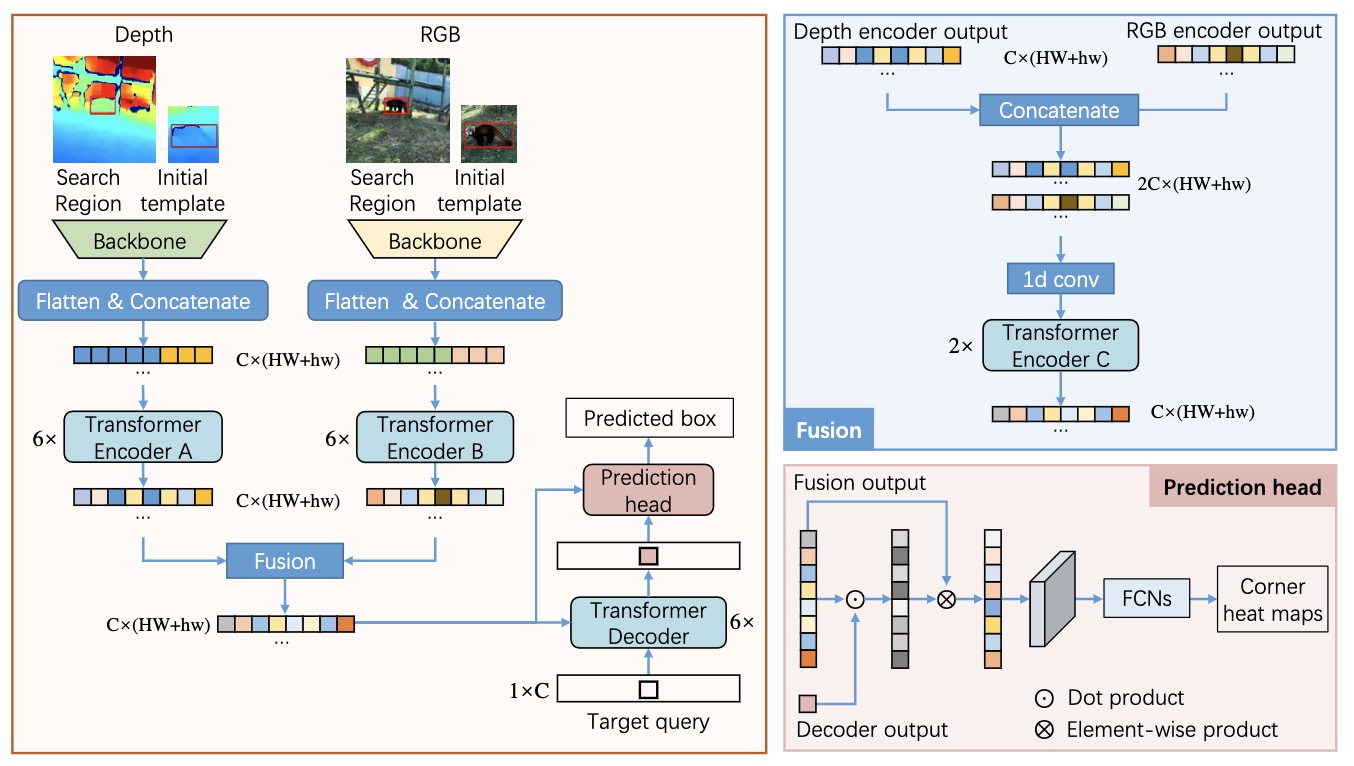 Depth
RGB
Search
Region
Initial
template
Search
Region
Initial
template
Backbone
Backbone
Flatten & Concatenate
Flatten & Concatenate
C×(HW+hw)
...
...
6×
Transformer
Encoder A
6×
Transformer
Encoder B
C×(HW+hw)
...
...
Fusion
C×(HW+hw)
...
Predicted box
Prediction
head
Transformer
Decoder
6×
1×C
Target query
Depth encoder output
RGB encoder output
C×(HW+hw)
...
...
Concatenate
...
2C×(HW+hw)
...
1d conv
2×
Transformer
Encoder C
C×(HW+hw)
...
Fusion
Fusion output
Prediction head
FCNs
Corner
heat maps
Decoder output
Dot product
Element-wise product